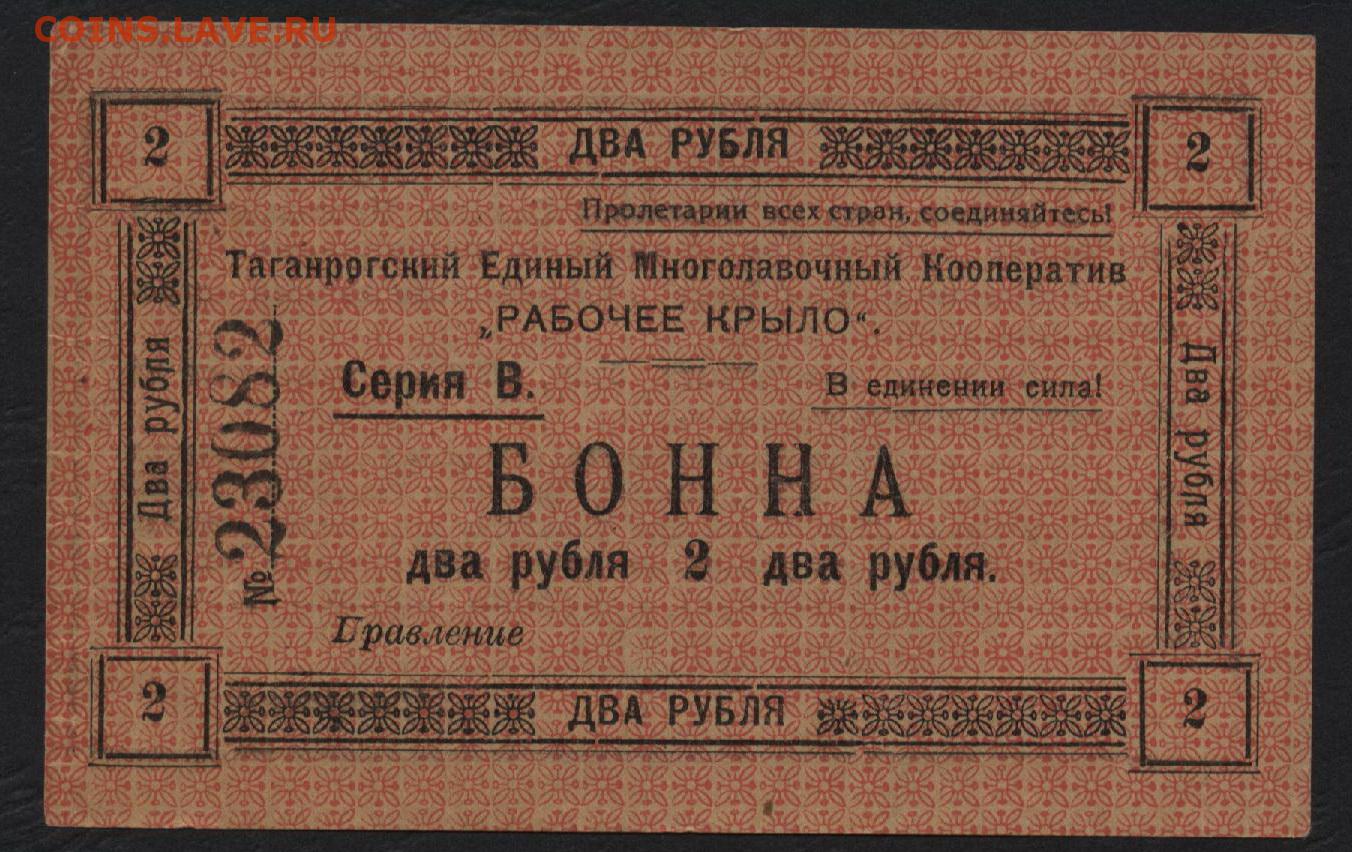 COINS.LAVE.RU
2 ДВА РУБЛЯ 2
Пролетарии всех стран, соединяйтесь!
Таганрогский Единый Многолавочный Кооператив
„РАБОЧЕЕ КРЫЛО“.
Серия В.
В единении сила!
БОННА
два рубля 2 два рубля.
Правление
Два рубля
№ 23082
Два рубля
2 ДВА РУБЛЯ 2